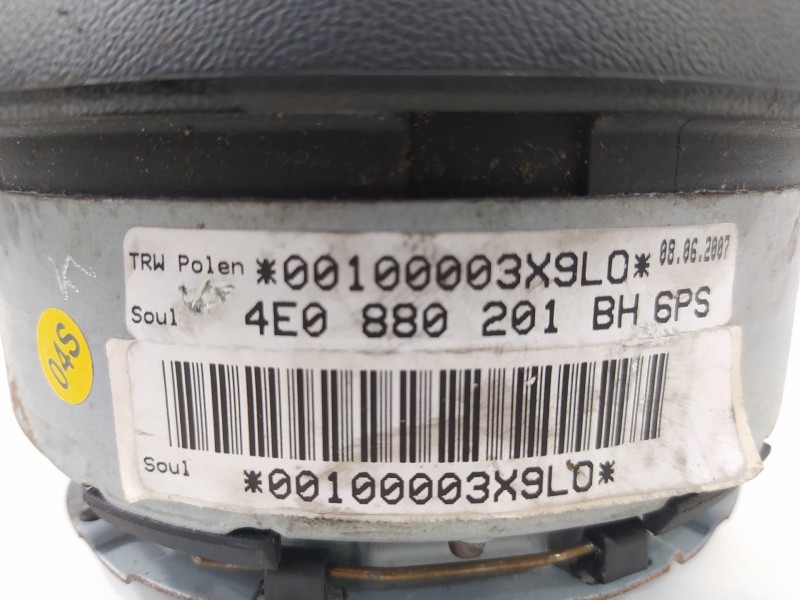 TRW Polen *00100003X9L0* 08.06.2007
Soul 4E0 880 201 BH 6PS
04S
Soul *00100003X9L0*